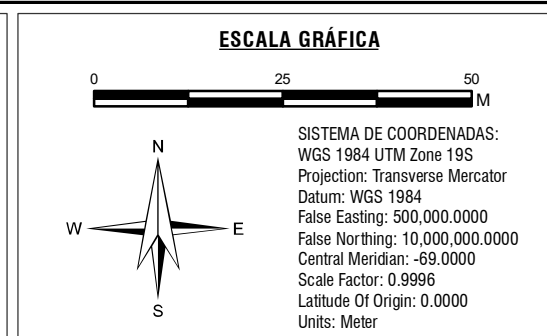 ESCALA GRÁFICA
0 25 50
M
N
W E
S
SISTEMA DE COORDENADAS:
WGS 1984 UTM Zone 19S
Projection: Transverse Mercator
Datum: WGS 1984
False Easting: 500,000.0000
False Northing: 10,000,000.0000
Central Meridian: -69.0000
Scale Factor: 0.9996
Latitude Of Origin: 0.0000
Units: Meter